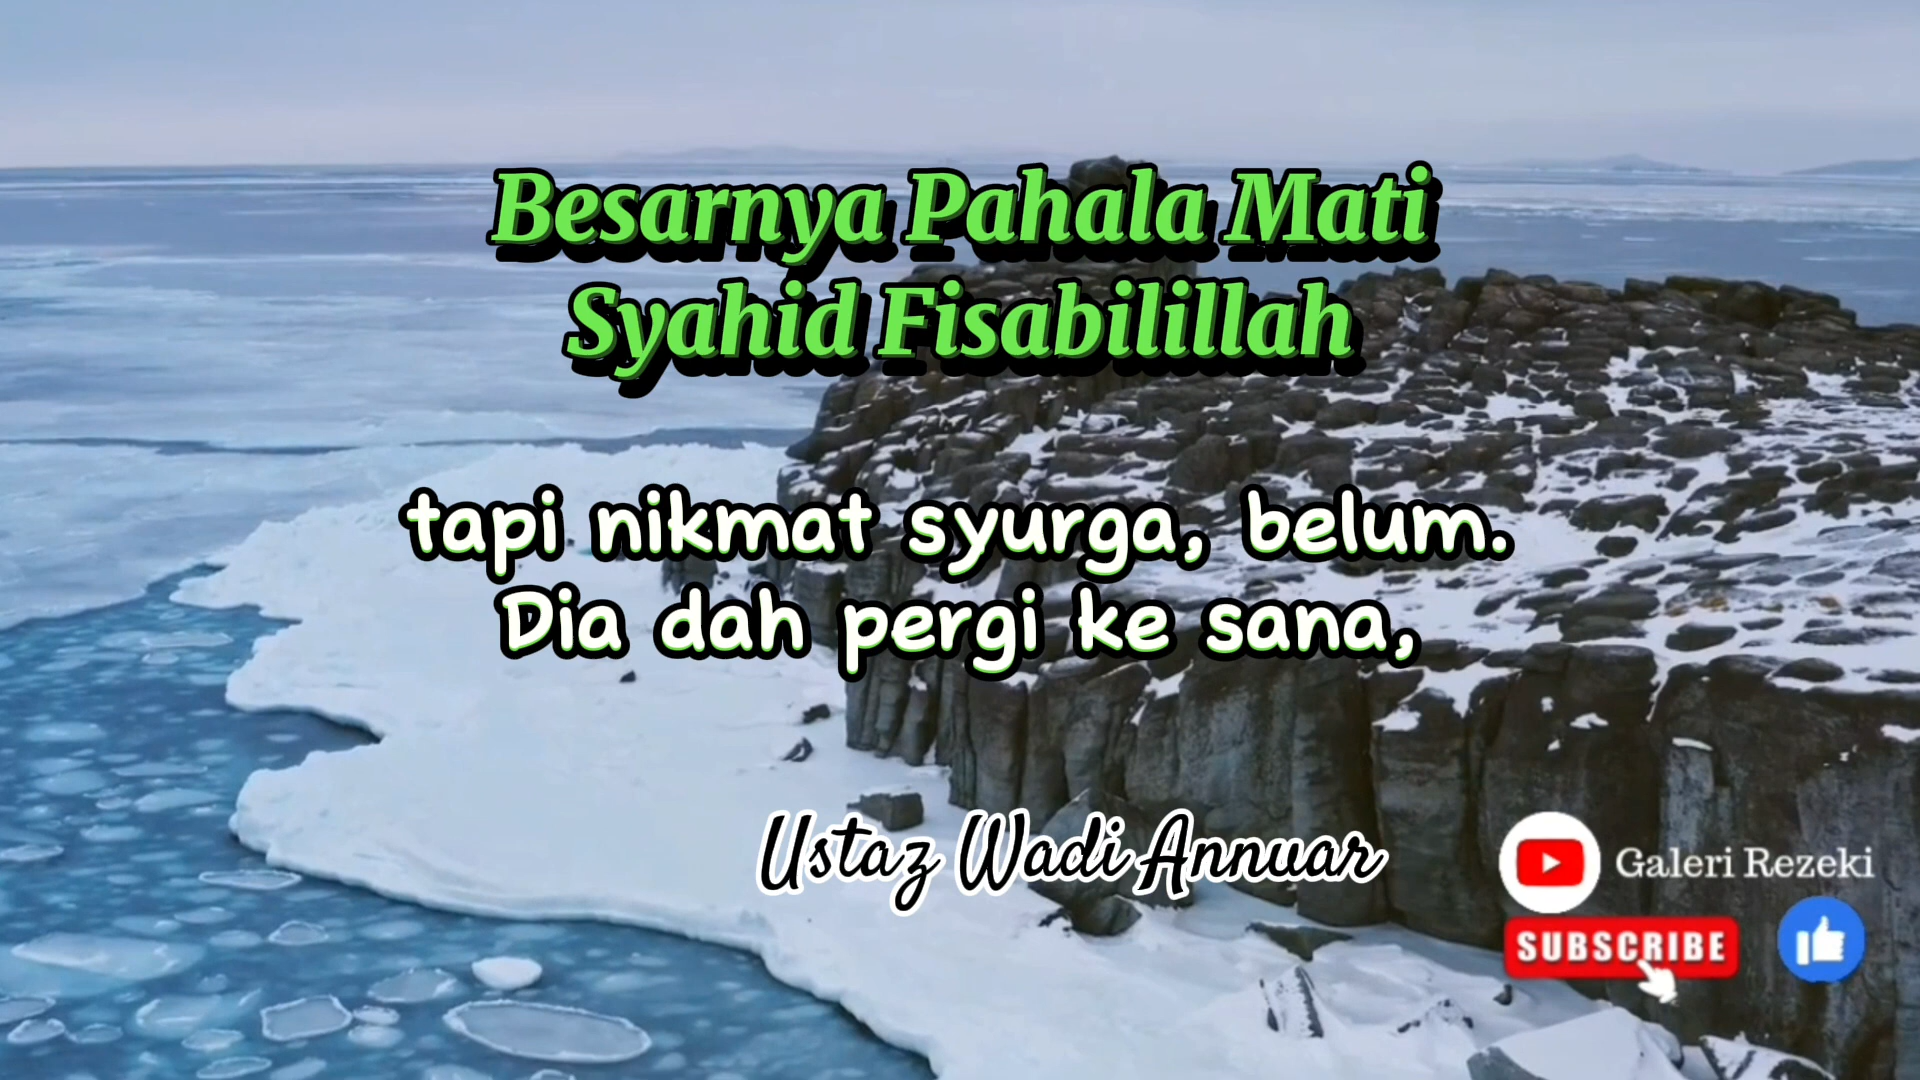 Besarnya Pahala Mati
Syahid Fisabilillah
tapi nikmat syurga, belum.
Dia dah pergi ke sana,
Ustaz Wadi Annuar
Galeri Rezeki
SUBSCRIBE